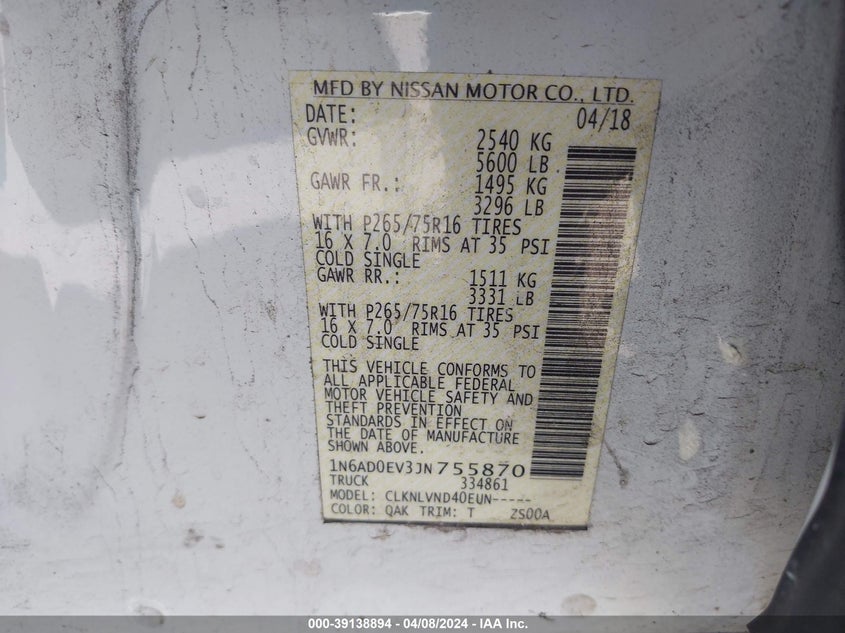 MFD BY NISSAN MOTOR CO., LTD.
DATE: 04/18
GVWR: 2540 KG
5600 LB
GAWR FR.: 1495 KG
3296 LB
WITH P265/75R16 TIRES
16 X 7.0 RIMS AT 35 PSI
COLD SINGLE
GAWR RR.: 1511 KG
3331 LB
WITH P265/75R16 TIRES
16 X 7.0 RIMS AT 35 PSI
COLD SINGLE
THIS VEHICLE CONFORMS TO
ALL APPLICABLE FEDERAL
MOTOR VEHICLE SAFETY AND
THEFT PREVENTION
STANDARDS IN EFFECT ON
THE DATE OF MANUFACTURE
SHOWN ABOVE.
1N6AD0EV3JN755870
TRUCK 334861
MODEL: CLKNLVND40EUN-----
COLOR: QAK TRIM: T ZS00A
000-39138894 - 04/08/2024 - IAA Inc.